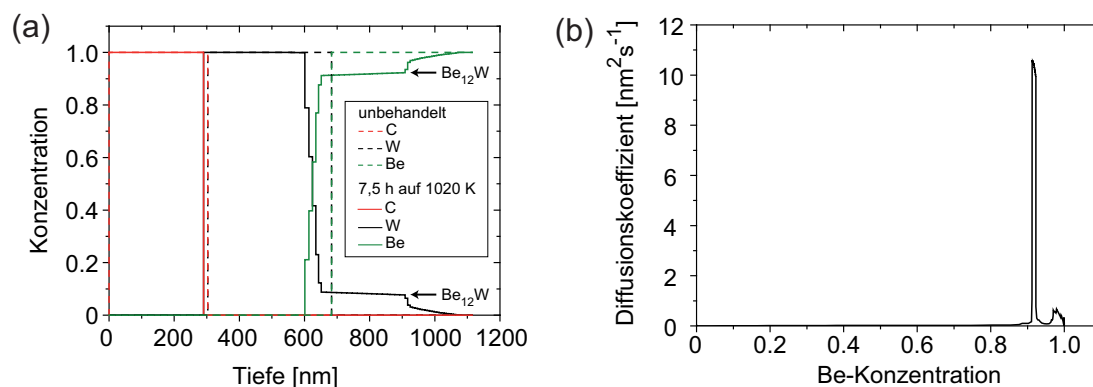 (a)
Konzentration
1.0
0.8
0.6
0.4
0.2
0
0 200 400 600 800 1000 1200
Tiefe [nm]
Be12W
unbehandelt
C
W
Be
7,5 h auf 1020 K
C
W
Be
Be12W
(b)
Diffusionskoeffizient [nm²s⁻¹]
12
10
8
6
4
2
0
0 0.2 0.4 0.6 0.8 1.0
Be-Konzentration